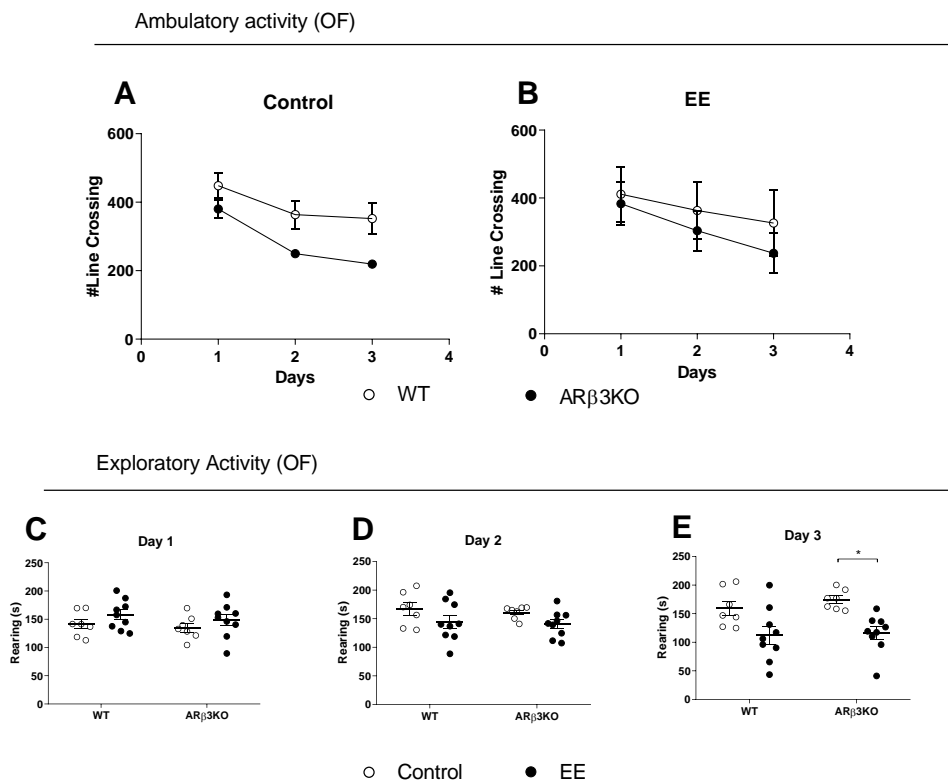 Ambulatory activity (OF)
A
Control
600
400
200
0
#Line Crossing
0
1
2
3
4
Days
B
EE
600
400
200
0
# Line Crossing
0
1
2
3
4
Days
WT
ARβ3KO
Exploratory Activity (OF)
C
Day 1
250
200
150
100
50
0
Rearing (s)
WT
ARβ3KO
D
Day 2
250
200
150
100
50
0
Rearing (s)
WT
ARβ3KO
E
Day 3
*
250
200
150
100
50
0
Rearing (s)
WT
ARβ3KO
Control
EE